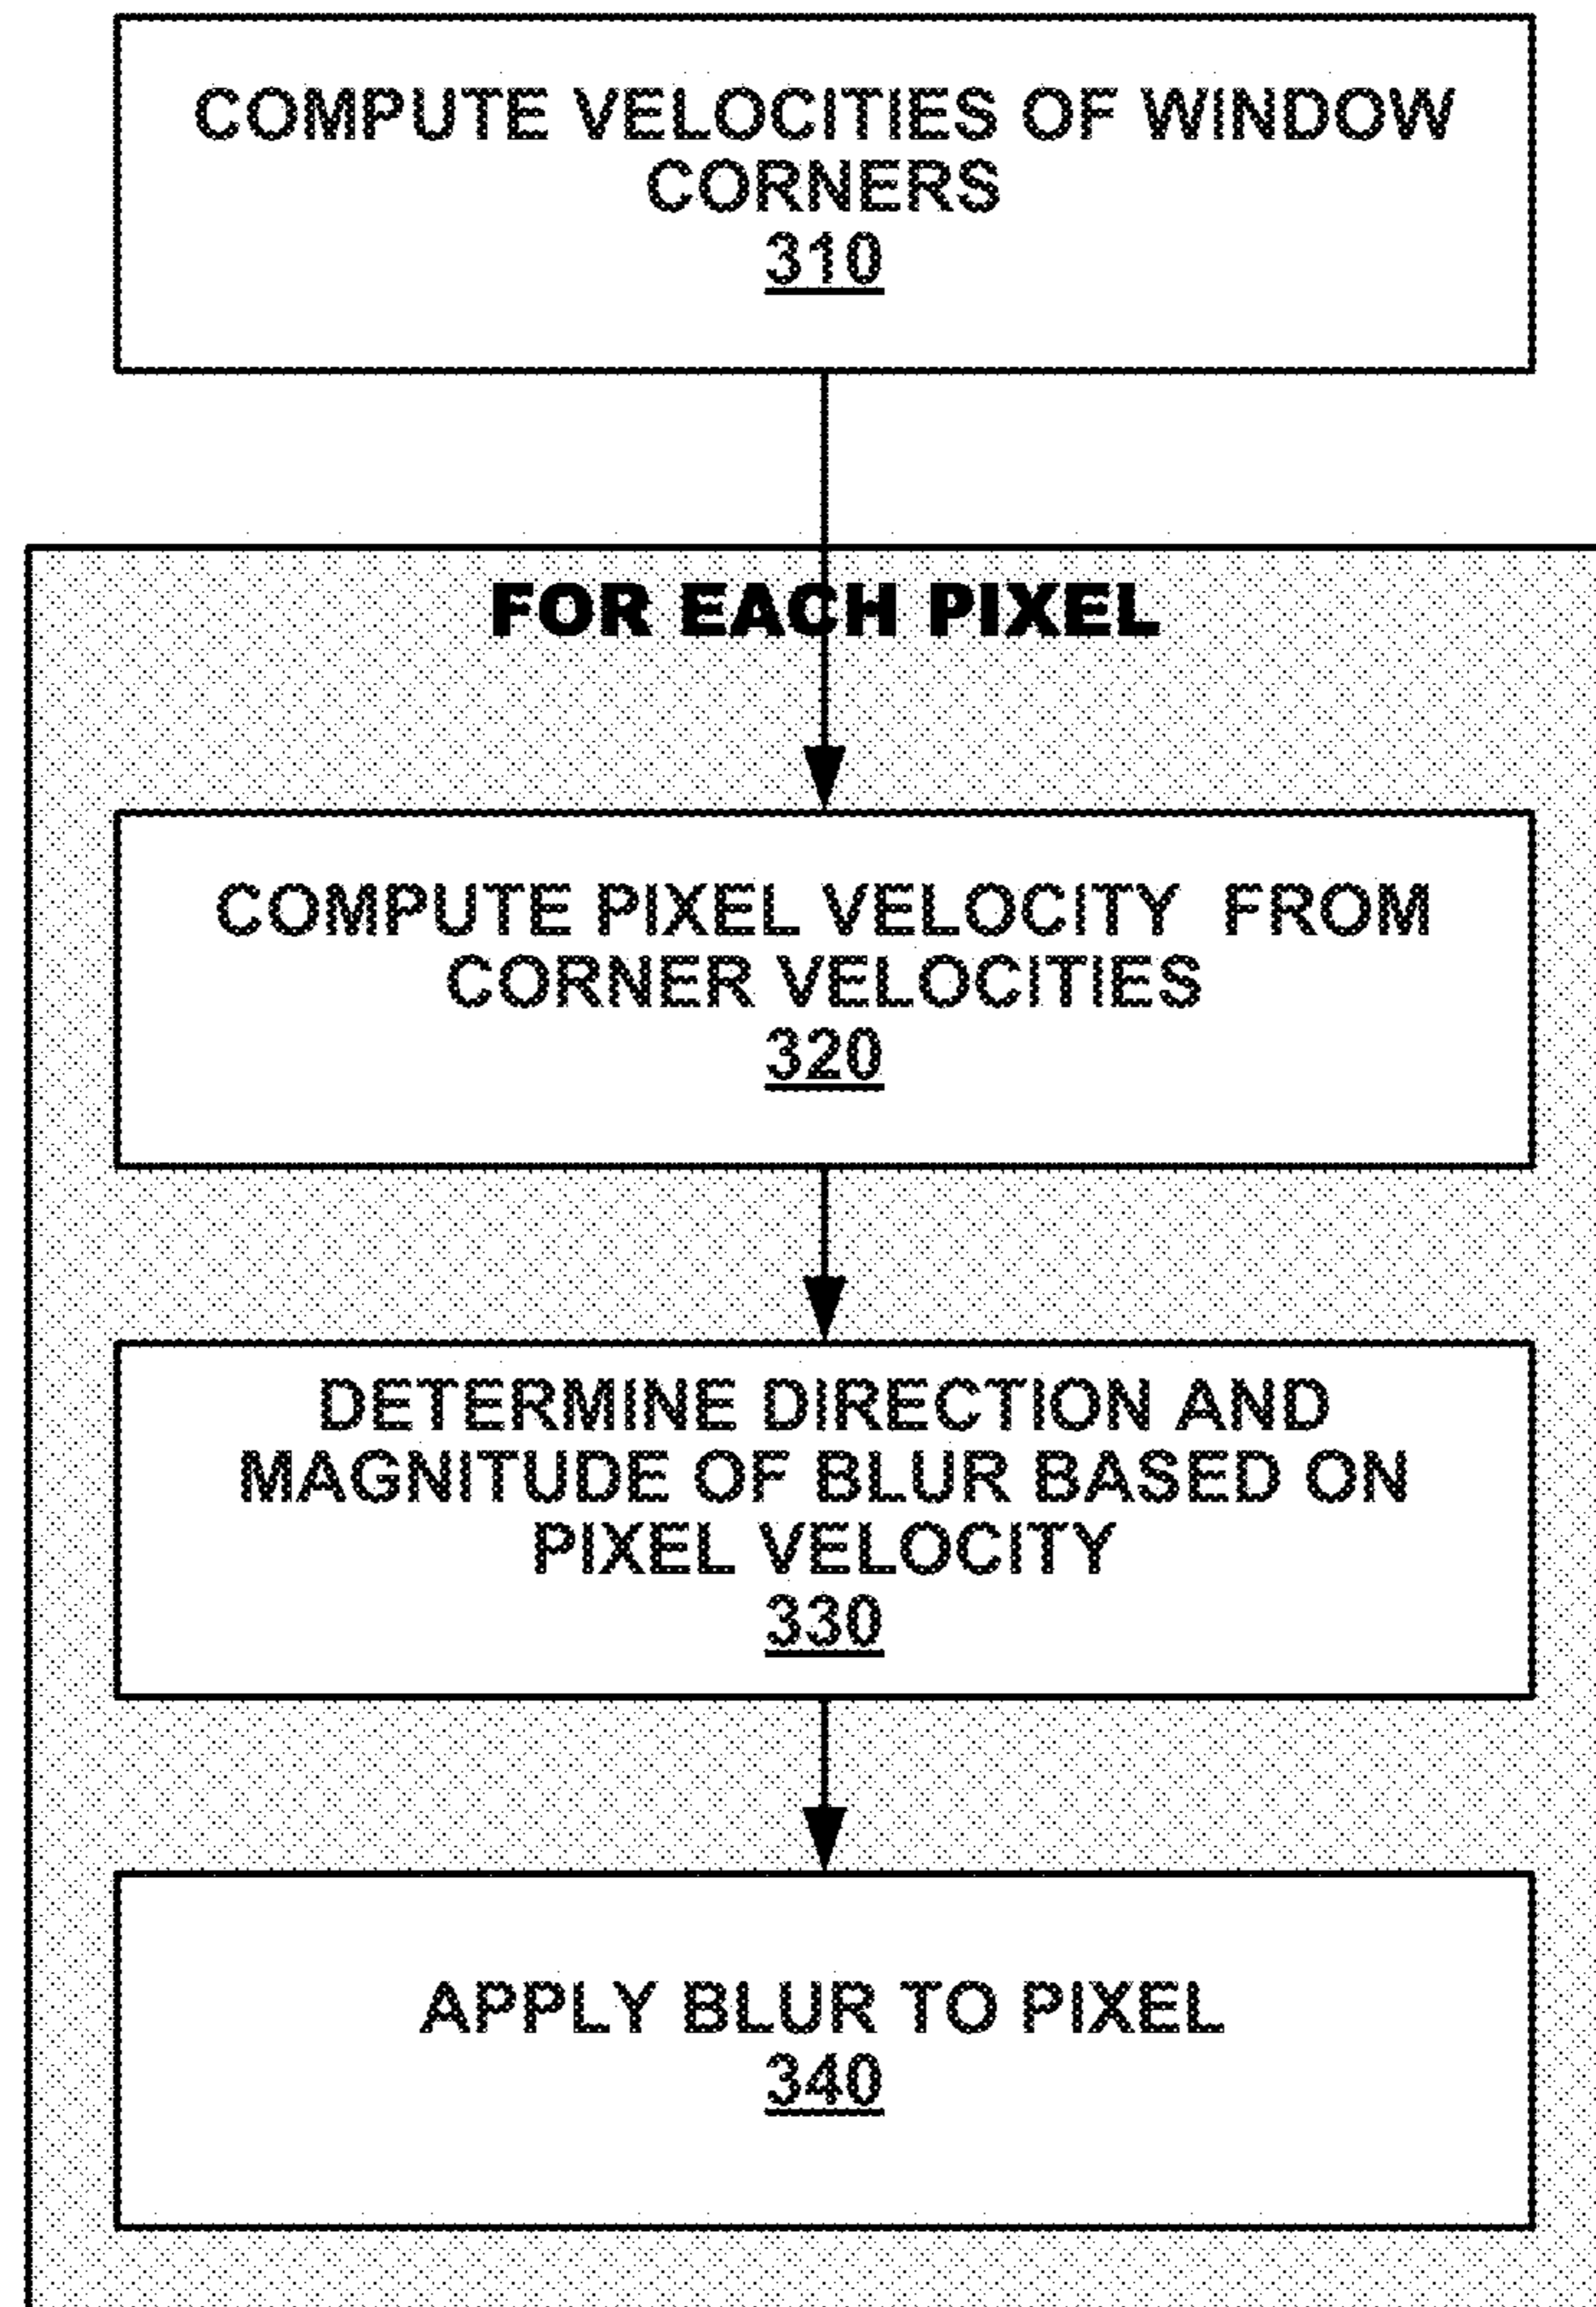 COMPUTE VELOCITIES OF WINDOW
CORNERS
310
FOR EACH PIXEL
COMPUTE PIXEL VELOCITY FROM
CORNER VELOCITIES
320
DETERMINE DIRECTION AND
MAGNITUDE OF BLUR BASED ON
PIXEL VELOCITY
330
APPLY BLUR TO PIXEL
340